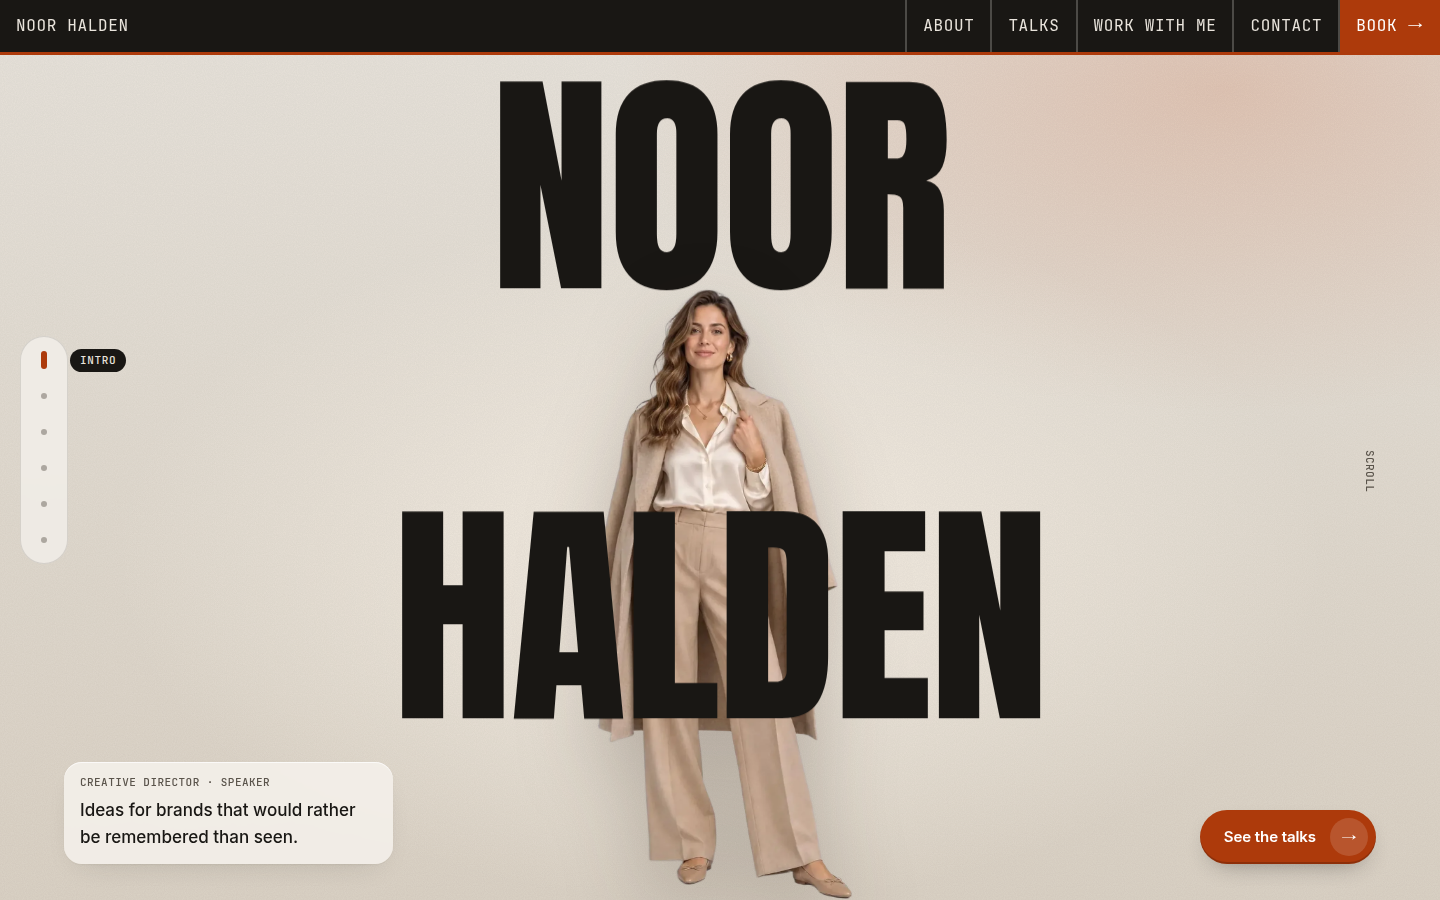 NOOR HALDEN
ABOUT
TALKS
WORK WITH ME
CONTACT
BOOK →
NOOR
INTRO
SCROLL
HALDEN
CREATIVE DIRECTOR · SPEAKER
Ideas for brands that would rather
be remembered than seen.
See the talks →